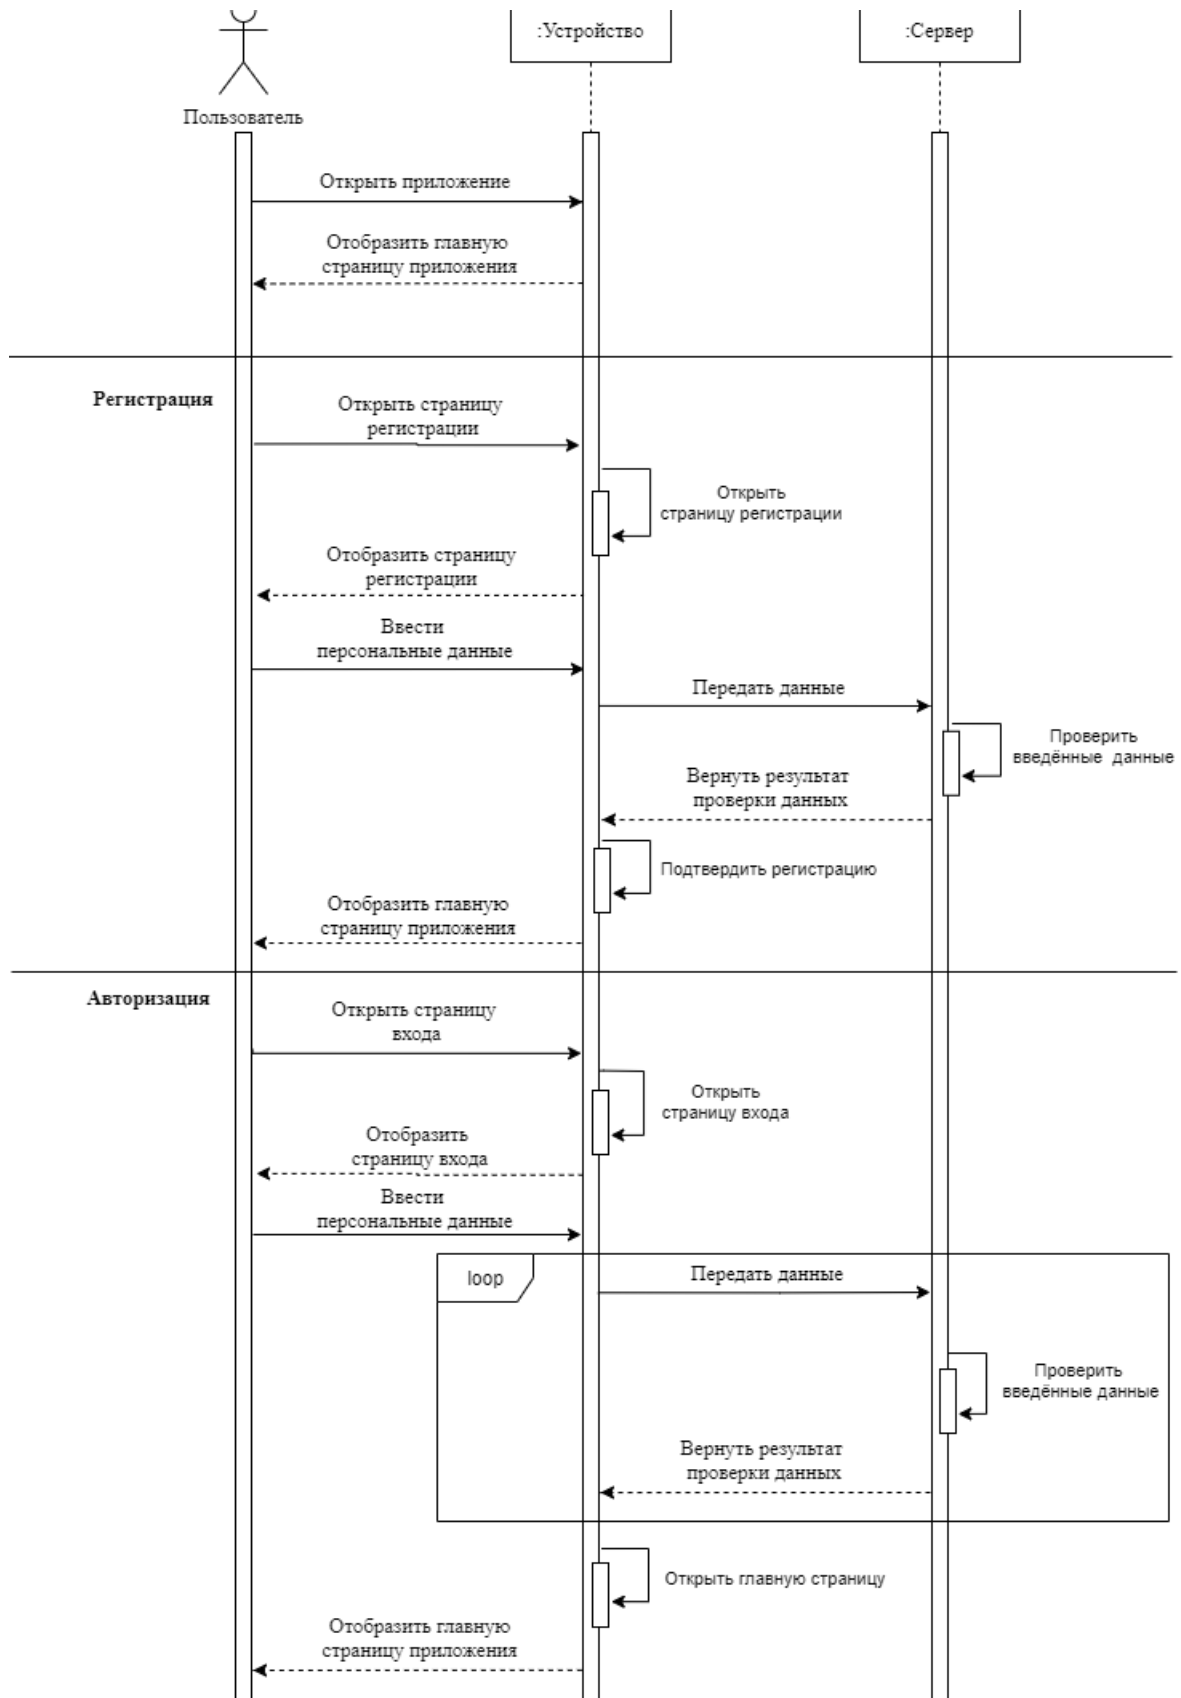 :Устройство
:Сервер
Пользователь
Открыть приложение
Отобразить главную
страницу приложения
Регистрация
Открыть страницу
регистрации
Открыть
страницу регистрации
Отобразить страницу
регистрации
Ввести
персональные данные
Передать данные
Проверить
введённые данные
Вернуть результат
проверки данных
Подтвердить регистрацию
Отобразить главную
страницу приложения
Авторизация
Открыть страницу
входа
Открыть
страницу входа
Отобразить
страницу входа
Ввести
персональные данные
loop
Передать данные
Проверить
введённые данные
Вернуть результат
проверки данных
Открыть главную страницу
Отобразить главную
страницу приложения